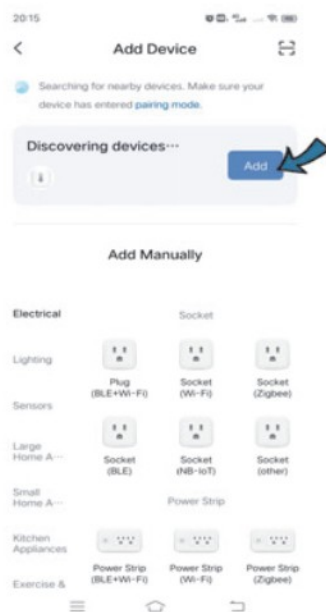 20:15
Add Device
Searching for nearby devices. Make sure your
device has entered pairing mode.
Discovering devices···
Add
Add Manually
Electrical
Socket
Lighting
Plug
(BLE+Wi-Fi)
Socket
(Wi-Fi)
Socket
(Zigbee)
Sensors
Large
Home A···
Socket
(BLE)
Socket
(NB-IoT)
Socket
(other)
Small
Home A···
Power Strip
Kitchen
Appliances
Power Strip
(BLE+Wi-Fi)
Power Strip
(Wi-Fi)
Power Strip
(Zigbee)
Exercise &